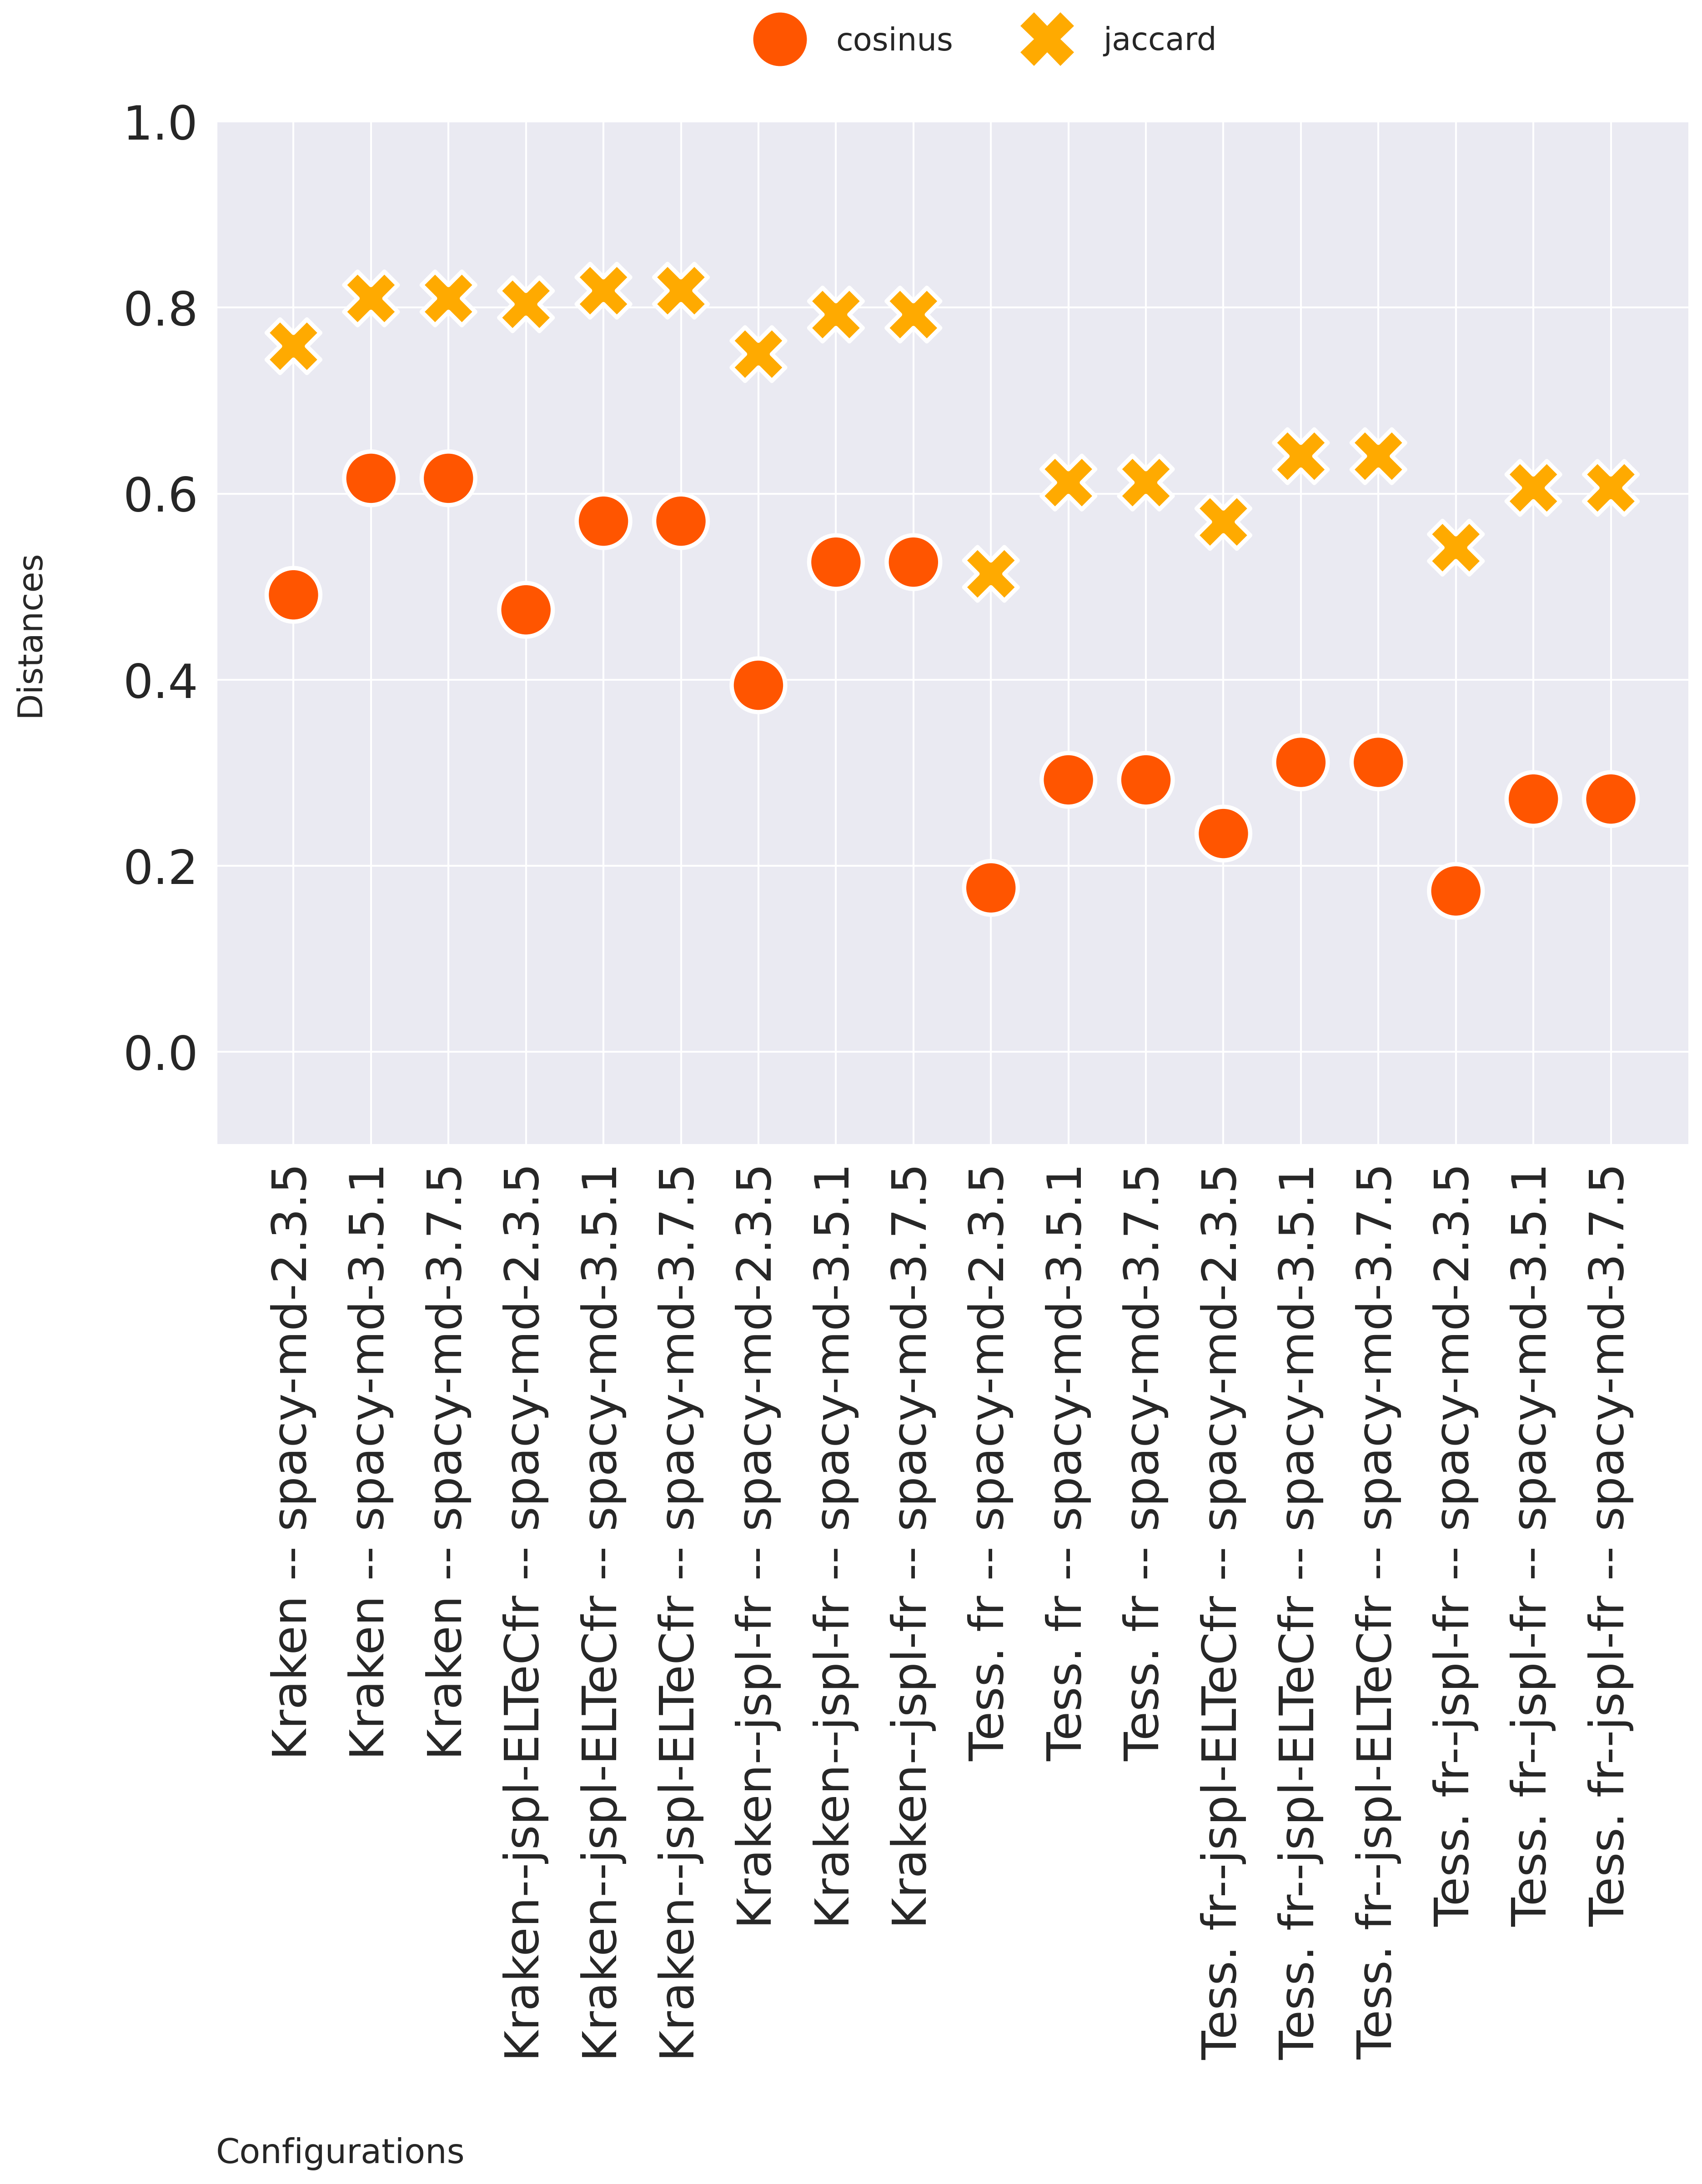 cosinus jaccard
1.0
0.8
0.6
0.4
0.2
0.0
Distances
Kraken -- spacy-md-2.3.5
Kraken -- spacy-md-3.5.1
Kraken -- spacy-md-3.7.5
Kraken--jspl-ELTeCfr -- spacy-md-2.3.5
Kraken--jspl-ELTeCfr -- spacy-md-3.5.1
Kraken--jspl-ELTeCfr -- spacy-md-3.7.5
Kraken--jspl-fr -- spacy-md-2.3.5
Kraken--jspl-fr -- spacy-md-3.5.1
Kraken--jspl-fr -- spacy-md-3.7.5
Tess. fr -- spacy-md-2.3.5
Tess. fr -- spacy-md-3.5.1
Tess. fr -- spacy-md-3.7.5
Tess. fr--jspl-ELTeCfr -- spacy-md-2.3.5
Tess. fr--jspl-ELTeCfr -- spacy-md-3.5.1
Tess. fr--jspl-ELTeCfr -- spacy-md-3.7.5
Tess. fr--jspl-fr -- spacy-md-2.3.5
Tess. fr--jspl-fr -- spacy-md-3.5.1
Tess. fr--jspl-fr -- spacy-md-3.7.5
Configurations